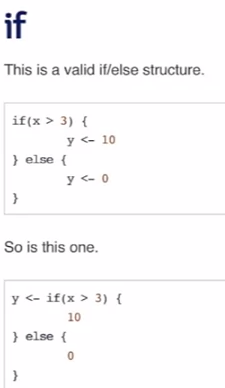 if
This is a valid if/else structure.
if(x > 3) {
        y <- 10
} else {
        y <- 0
}
So is this one.
y <- if(x > 3) {
        10
} else {
        0
}